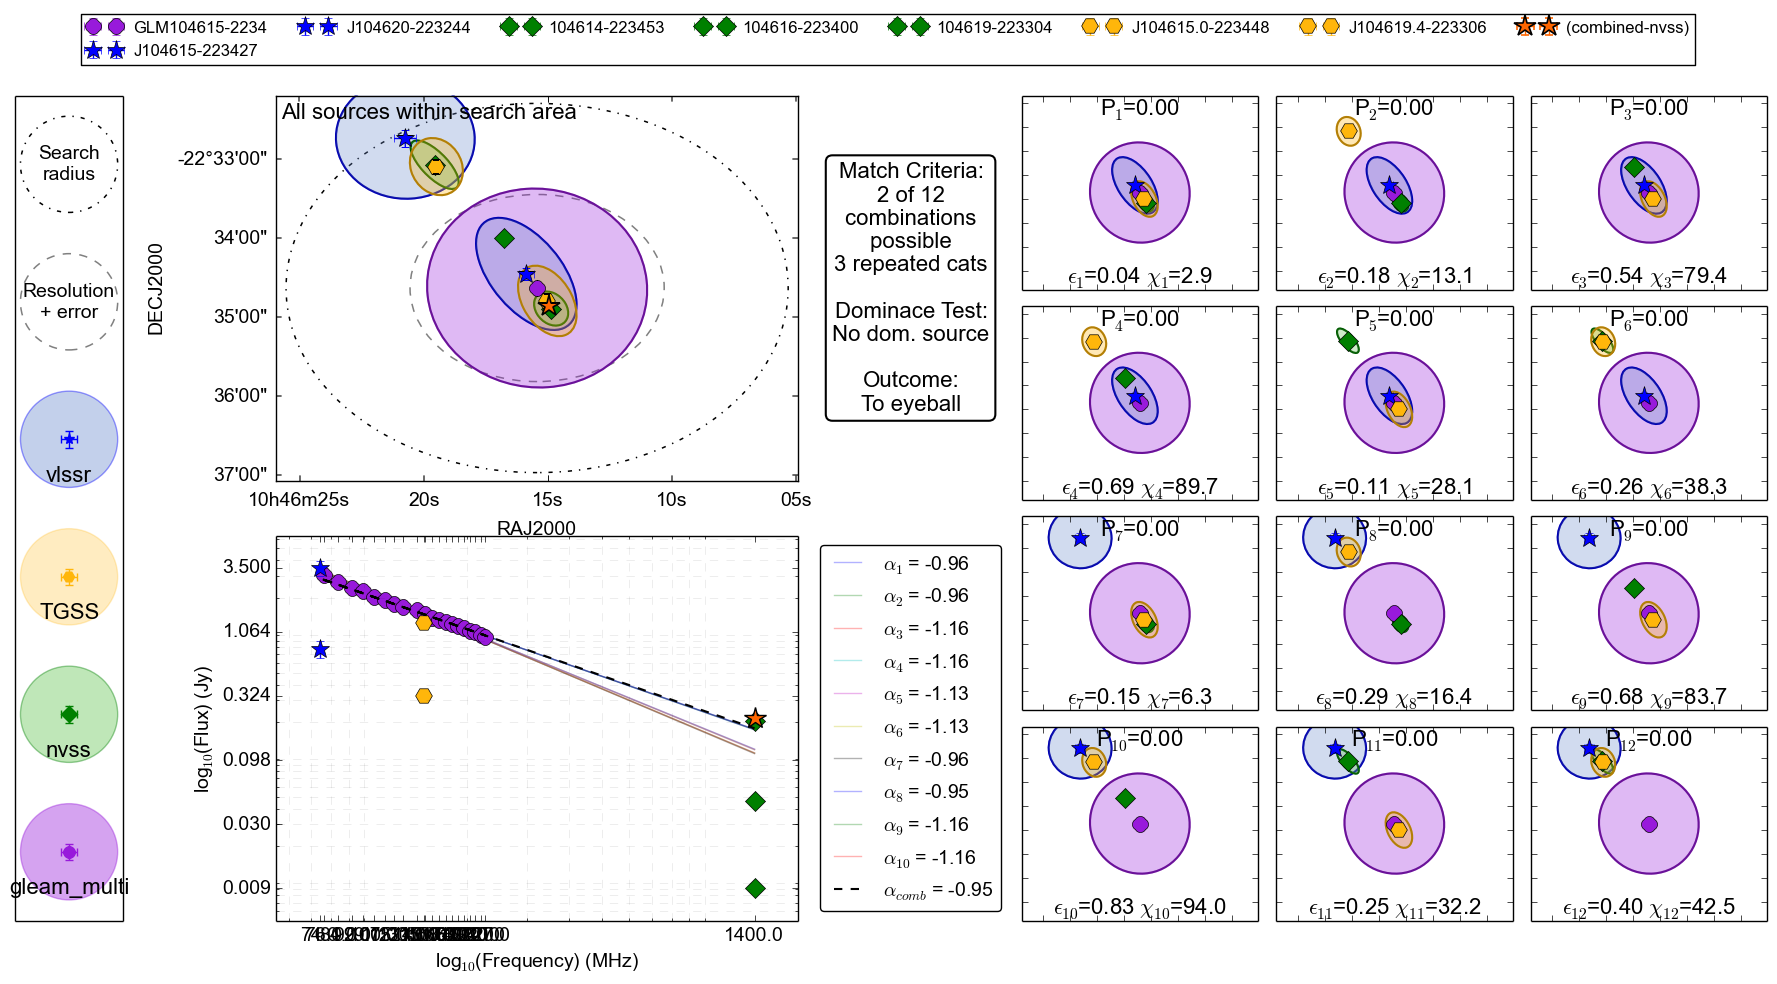 GLM104615-2234 J104620-223244 104614-223453 104616-223400 104619-223304 J104615.0-223448 J104619.4-223306 (combined-nvss)
J104615-223427
Search
radius
Resolution
+ error
vlssr
TGSS
nvss
gleam_multi
All sources within search area
DECJ2000
-22°33'00"
34'00"
35'00"
36'00"
37'00"
10h46m25s 20s 15s 10s 05s
RAJ2000
Match Criteria:
2 of 12
combinations
possible
3 repeated cats
Dominace Test:
No dom. source
Outcome:
To eyeball
log10(Flux) (Jy)
3.500
1.064
0.324
0.098
0.030
0.009
1400.0
log10(Frequency) (MHz)
α1 = -0.96
α2 = -0.96
α3 = -1.16
α4 = -1.16
α5 = -1.13
α6 = -1.13
α7 = -0.96
α8 = -0.95
α9 = -1.16
α10 = -1.16
αcomb = -0.95
P1=0.00
ϵ1=0.04 χ1=2.9
P2=0.00
ϵ2=0.18 χ2=13.1
P3=0.00
ϵ3=0.54 χ3=79.4
P4=0.00
ϵ4=0.69 χ4=89.7
P5=0.00
ϵ5=0.11 χ5=28.1
P6=0.00
ϵ6=0.26 χ6=38.3
P7=0.00
ϵ7=0.15 χ7=6.3
P8=0.00
ϵ8=0.29 χ8=16.4
P9=0.00
ϵ9=0.68 χ9=83.7
P10=0.00
ϵ10=0.83 χ10=94.0
P11=0.00
ϵ11=0.25 χ11=32.2
P12=0.00
ϵ12=0.40 χ12=42.5